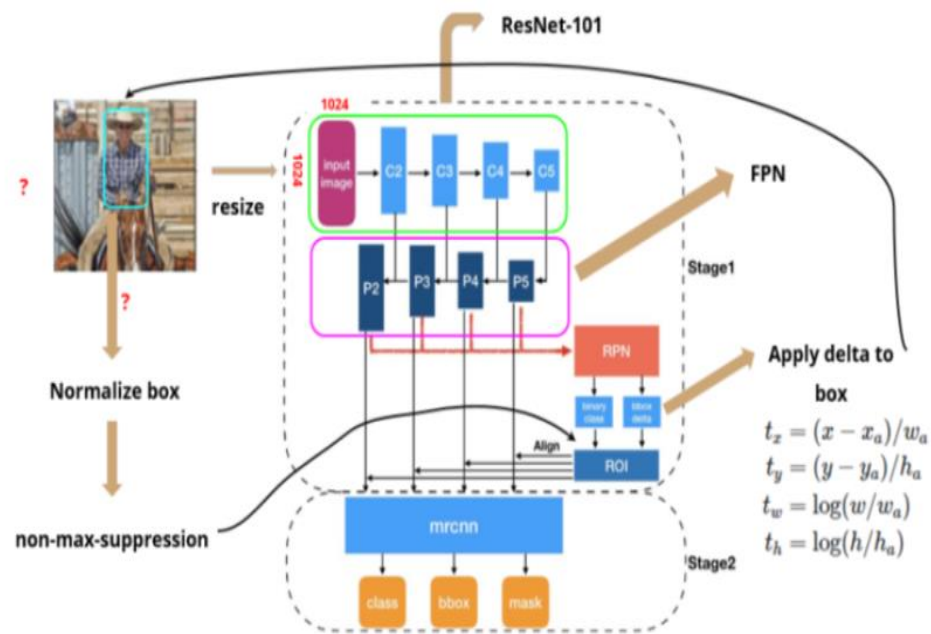 ResNet-101
1024
1024
input
image
C2
C3
C4
C5
?
resize
FPN
P2
P3
P4
P5
Stage1
?
RPN
Normalize box
binary
class
bbox
delta
Apply delta to
box
Align
ROI
t_x = (x − x_a)/w_a
t_y = (y − y_a)/h_a
t_w = log(w/w_a)
t_h = log(h/h_a)
non-max-suppression
mrcnn
Stage2
class
bbox
mask